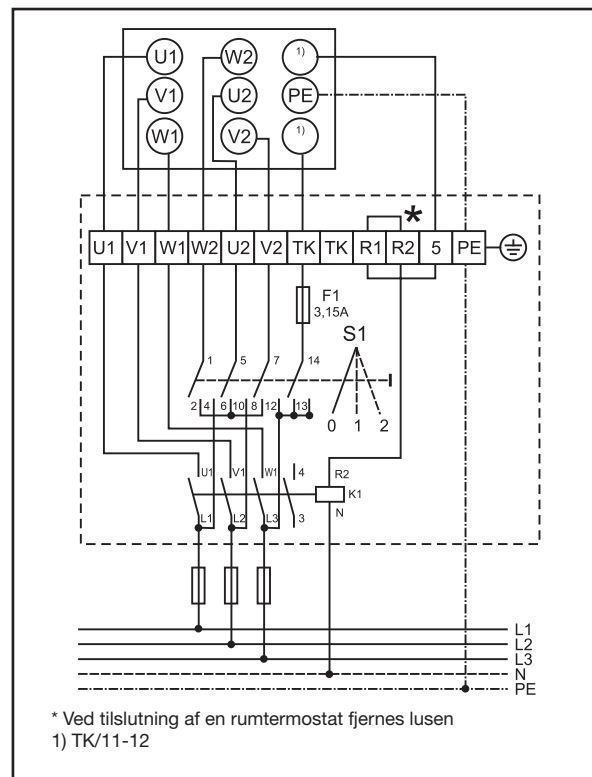 U1 W2 1)
V1 U2 PE
W1 V2 1)
*
U1 V1 W1 W2 U2 V2 TK TK R1 R2 5 PE
F1
3,15A
S1
1 5 7 14
2 4 6 10 8 12 13
0 1 2
U1 V1 W1 4 R2
K1
L1 L2 L3 3 N
L1
L2
L3
N
PE
* Ved tilslutning af en rumtermostat fjernes lusen
1) TK/11-12